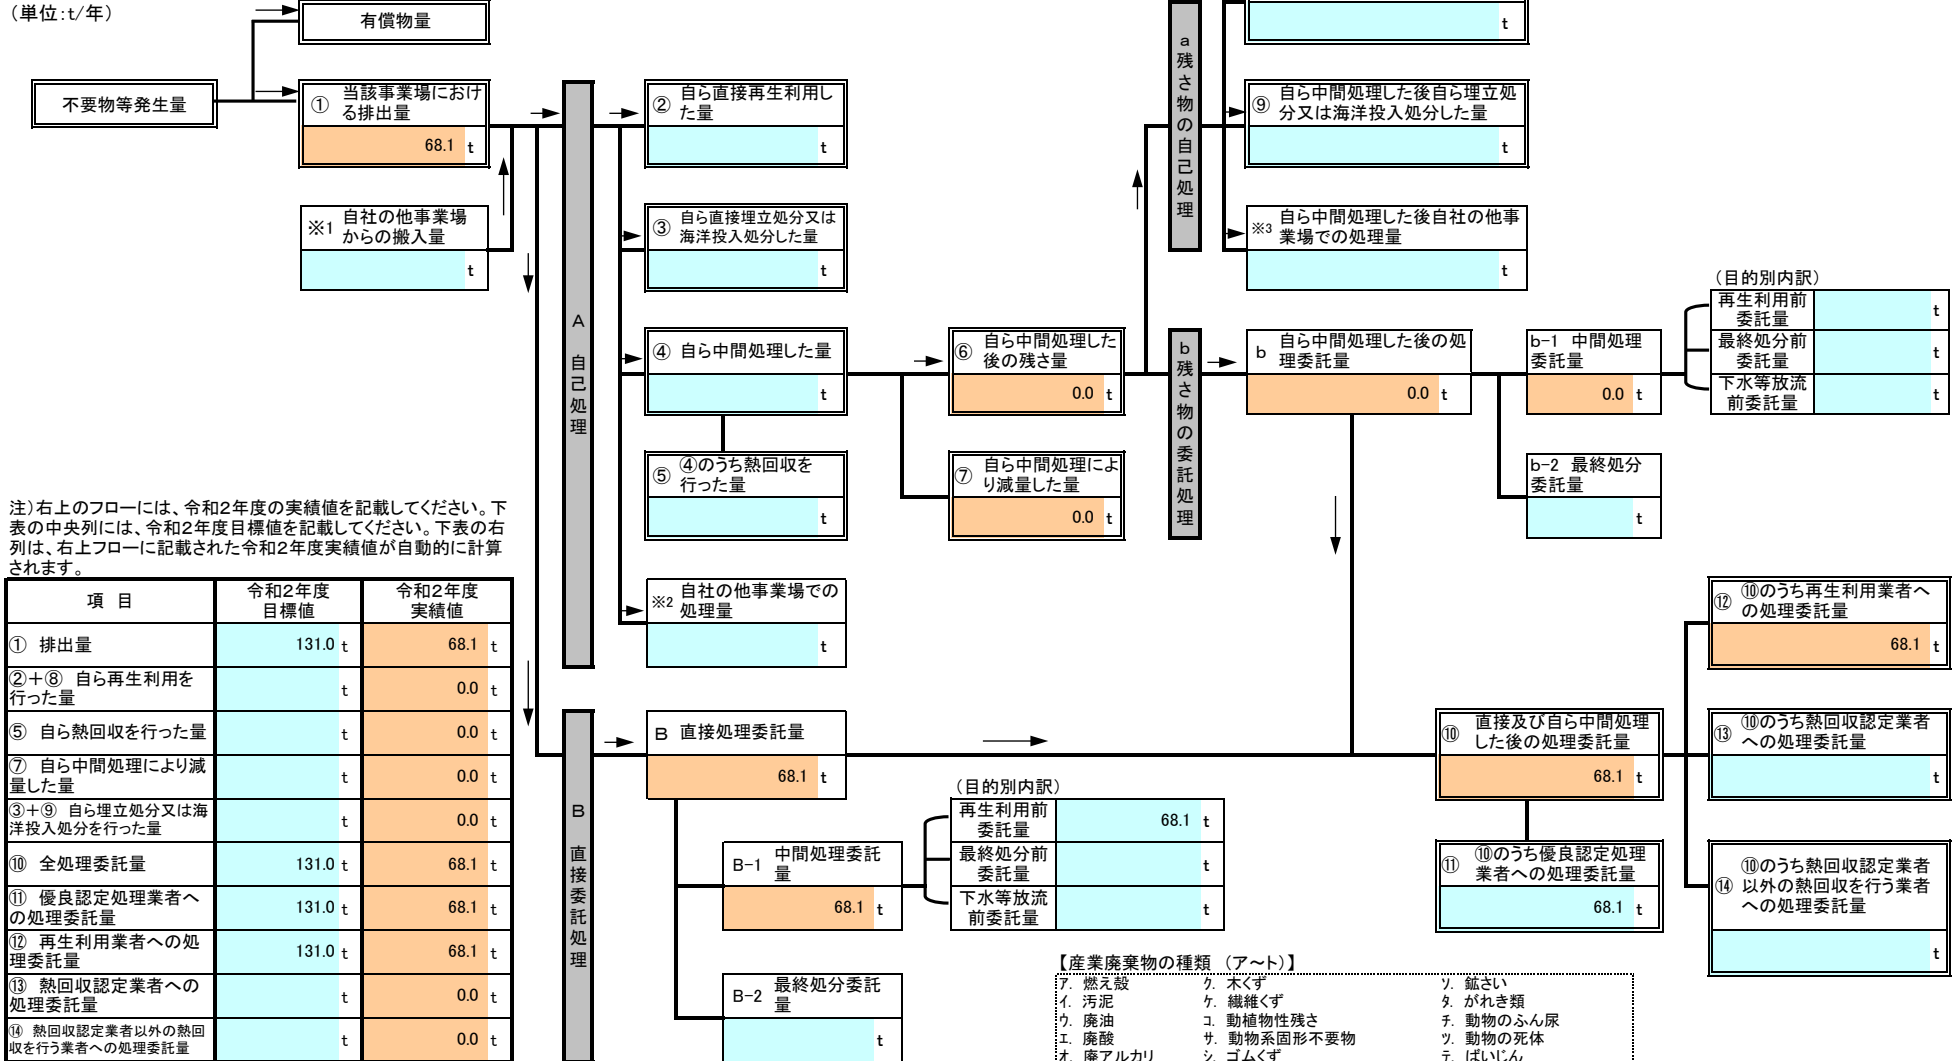 (単位:t/年)
有償物量
不要物等発生量
① 当該事業場におけ
る排出量
68.1 t
※1 自社の他事業場
からの搬入量
t
A 自己処理
② 自ら直接再生利用し
た量
t
③ 自ら直接埋立処分又は
海洋投入処分した量
t
④ 自ら中間処理した量
t
⑤ ④のうち熱回収を
行った量
t
※2 自社の他事業場での
処理量
t
⑥ 自ら中間処理した
後の残さ量
0.0 t
⑦ 自ら中間処理によ
り減量した量
0.0 t
a 残さ物の自己処理
t
⑨ 自ら中間処理した後自ら埋立処
分又は海洋投入処分した量
t
※3 自ら中間処理した後自社の他事
業場での処理量
t
b 残さ物の委託処理
b 自ら中間処理した後の処
理委託量
0.0 t
b-1 中間処理
委託量
0.0 t
b-2 最終処分
委託量
t
(目的別内訳)
再生利用前
委託量
t
最終処分前
委託量
t
下水等放流
前委託量
t
注)右上のフローには、令和2年度の実績値を記載してください。下
表の中央列には、令和2年度目標値を記載してください。下表の右
列は、右上フローに記載された令和2年度実績値が自動的に計算
されます。
項 目 令和2年度
目標値 令和2年度
実績値
① 排出量 131.0 t 68.1 t
②+⑧ 自ら再生利用を
行った量 t 0.0 t
⑤ 自ら熱回収を行った量 t 0.0 t
⑦ 自ら中間処理により減
量した量 t 0.0 t
③+⑨ 自ら埋立処分又は海
洋投入処分を行った量 t 0.0 t
⑩ 全処理委託量 131.0 t 68.1 t
⑪ 優良認定処理業者へ
の処理委託量 131.0 t 68.1 t
⑫ 再生利用業者への処
理委託量 131.0 t 68.1 t
⑬ 熱回収認定業者への
処理委託量 t 0.0 t
⑭ 熱回収認定業者以外の熱回
収を行う業者への処理委託量 t 0.0 t
B 直接委託処理
B 直接処理委託量
68.1 t
B-1 中間処理委託
量
68.1 t
B-2 最終処分委託
量
t
(目的別内訳)
再生利用前
委託量
68.1 t
最終処分前
委託量
t
下水等放流
前委託量
t
⑩ 直接及び自ら中間処理
した後の処理委託量
68.1 t
⑪ ⑩のうち優良認定処理
業者への処理委託量
68.1 t
⑫ ⑩のうち再生利用業者へ
の処理委託量
68.1 t
⑬ ⑩のうち熱回収認定業者
への処理委託量
t
⑭ ⑩のうち熱回収認定業者
以外の熱回収を行う業者
への処理委託量
t
【産業廃棄物の種類 (ア~ト)】
ア. 燃え殻 ク. 木くず ソ. 鉱さい
イ. 汚泥 ケ. 繊維くず タ. がれき類
ウ. 廃油 コ. 動植物性残さ チ. 動物のふん尿
エ. 廃酸 サ. 動物系固形不要物 ツ. 動物の死体
オ. 廃アルカリ シ. ゴムくず テ. ばいじん